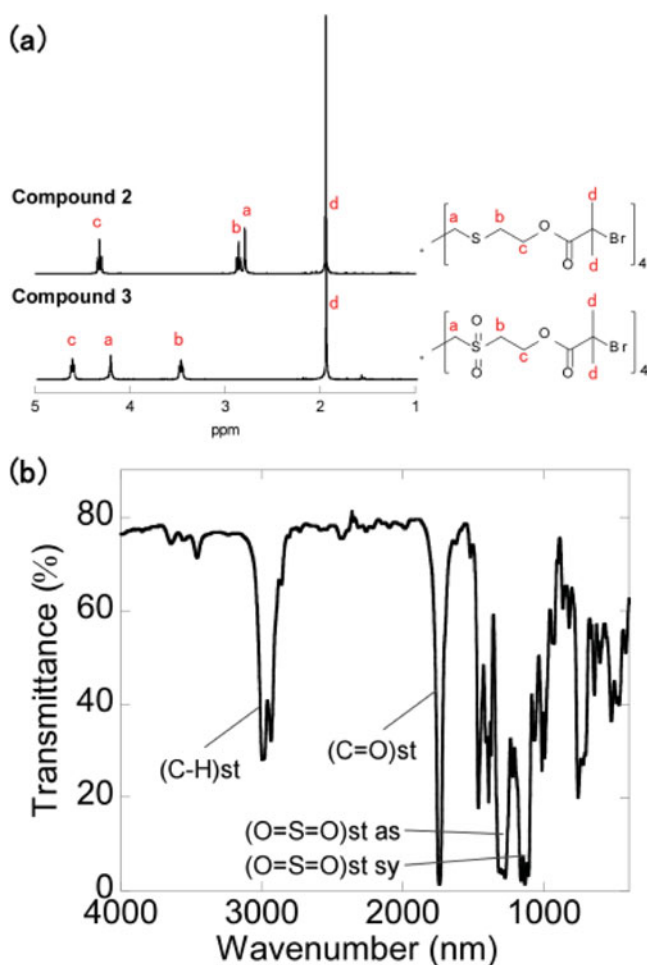 (a)
Compound 2
c
b
a
d
a
b
c
d
d
* S O O Br 4
Compound 3
c
a
b
d
a
b
c
d
d
* O S O O O Br 4
5 4 3 2 1
ppm
(b)
80
60
40
20
0
Transmittance (%)
(C-H)st
(C=O)st
(O=S=O)st as
(O=S=O)st sy
4000 3000 2000 1000
Wavenumber (nm)